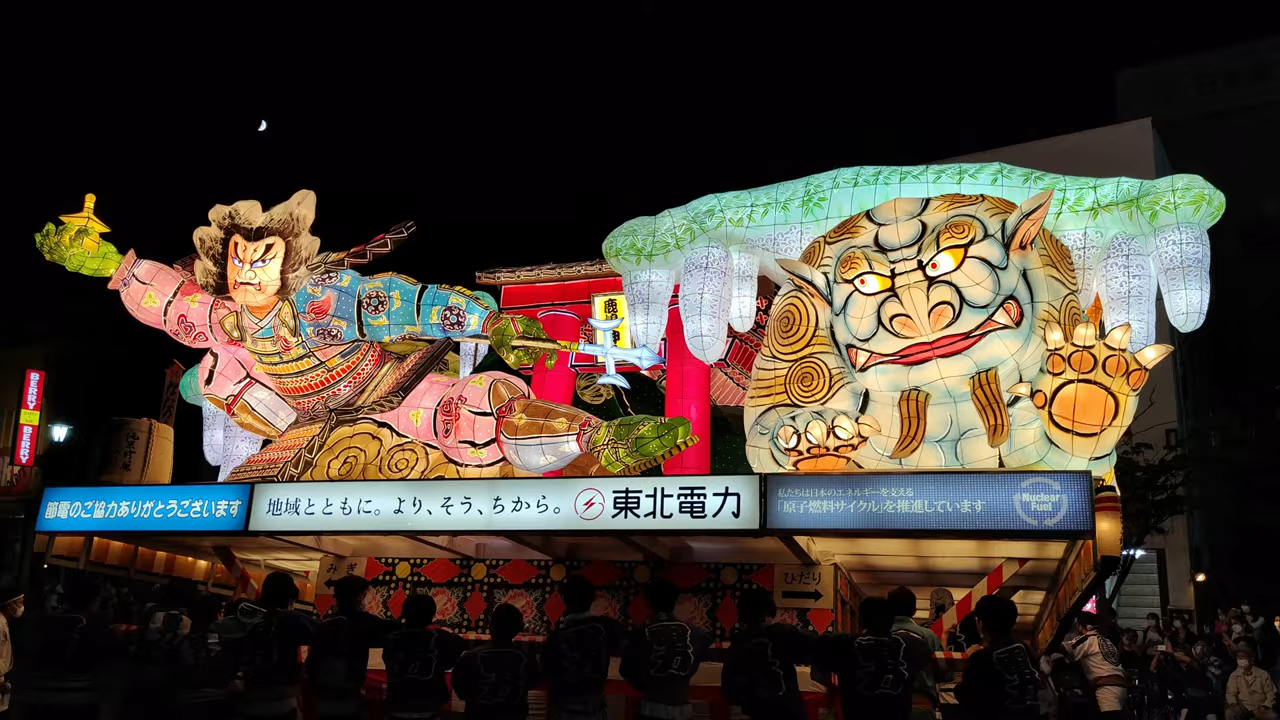 鹿嶋神
BERRY
BERRY
節電のご協力ありがとうございます
地域とともに。より、そう、ちから。
東北電力
私たちは日本のエネルギーを支える
「原子燃料サイクル」を推進しています
Nuclear
Fuel
みぎ
ひだり